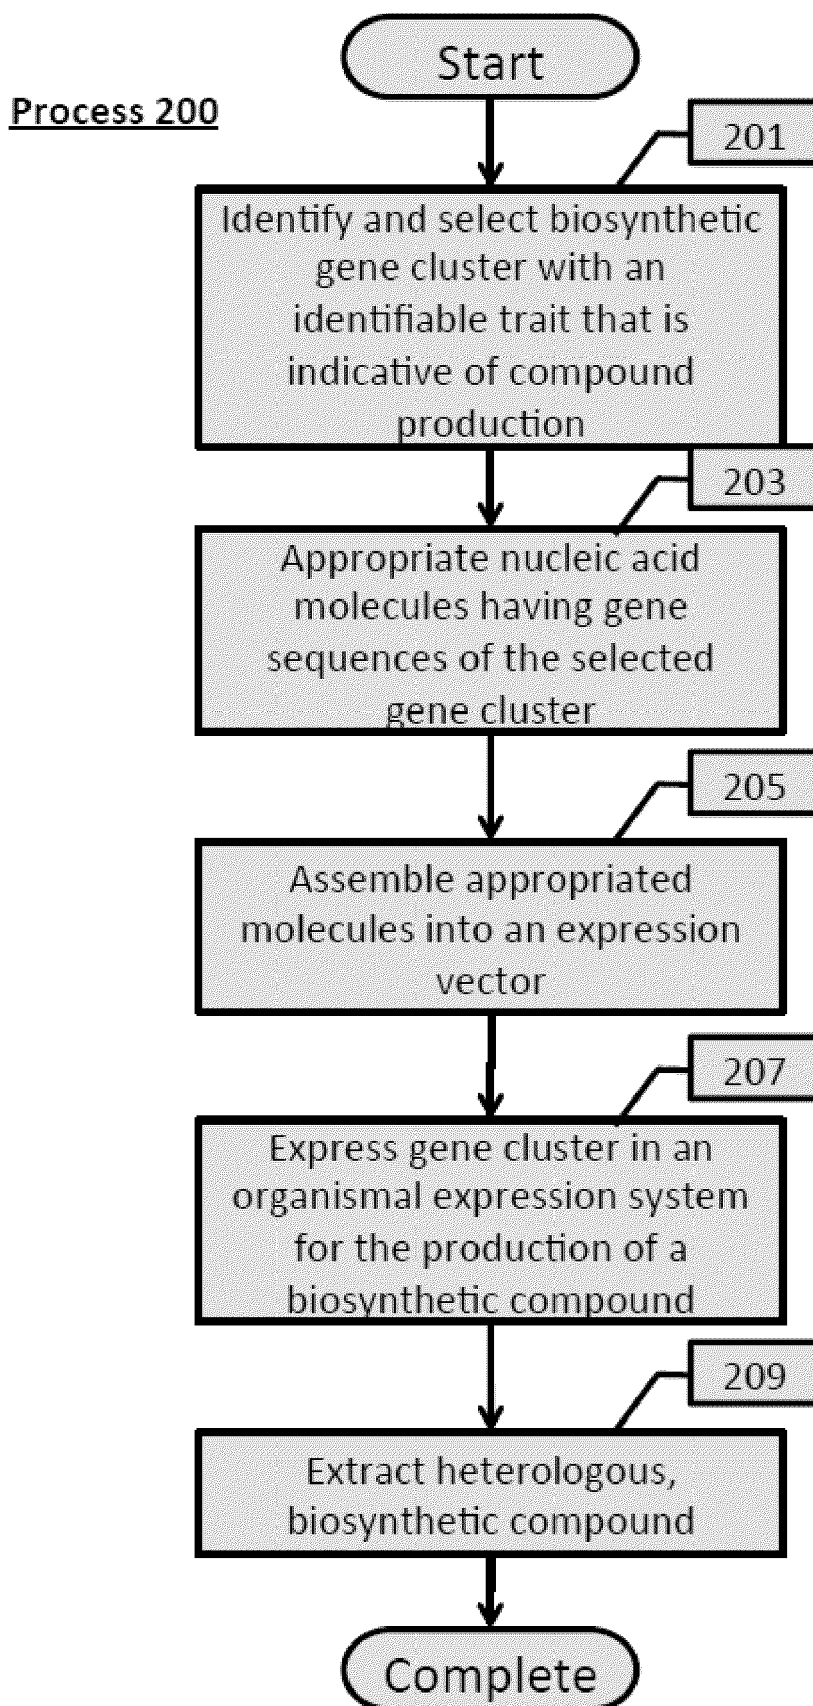 Start
Process 200
201
Identify and select biosynthetic
gene cluster with an
identifiable trait that is
indicative of compound
production
203
Appropriate nucleic acid
molecules having gene
sequences of the selected
gene cluster
205
Assemble appropriated
molecules into an expression
vector
207
Express gene cluster in an
organismal expression system
for the production of a
biosynthetic compound
209
Extract heterologous,
biosynthetic compound
Complete